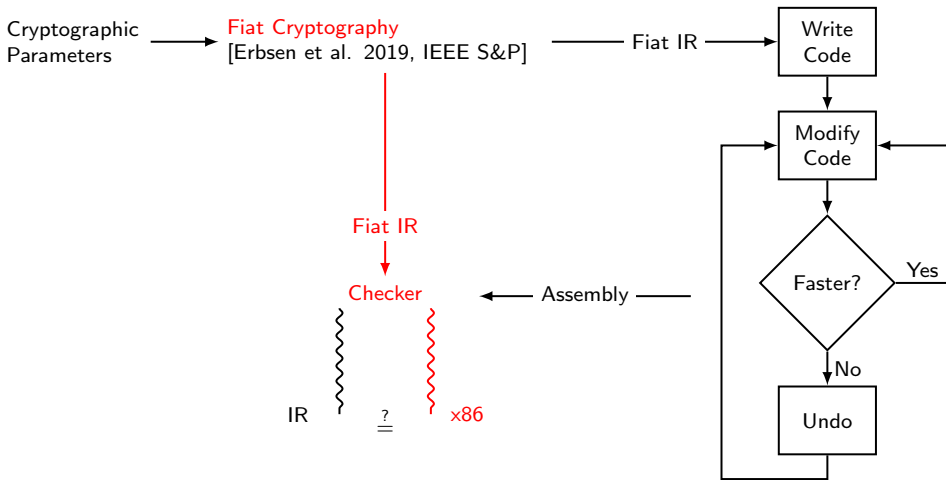 Cryptographic
Parameters
Fiat Cryptography
[Erbsen et al. 2019, IEEE S&P]
Fiat IR
Write
Code
Modify
Code
Fiat IR
Checker
Assembly
Faster?
Yes
No
IR
?
=
x86
Undo